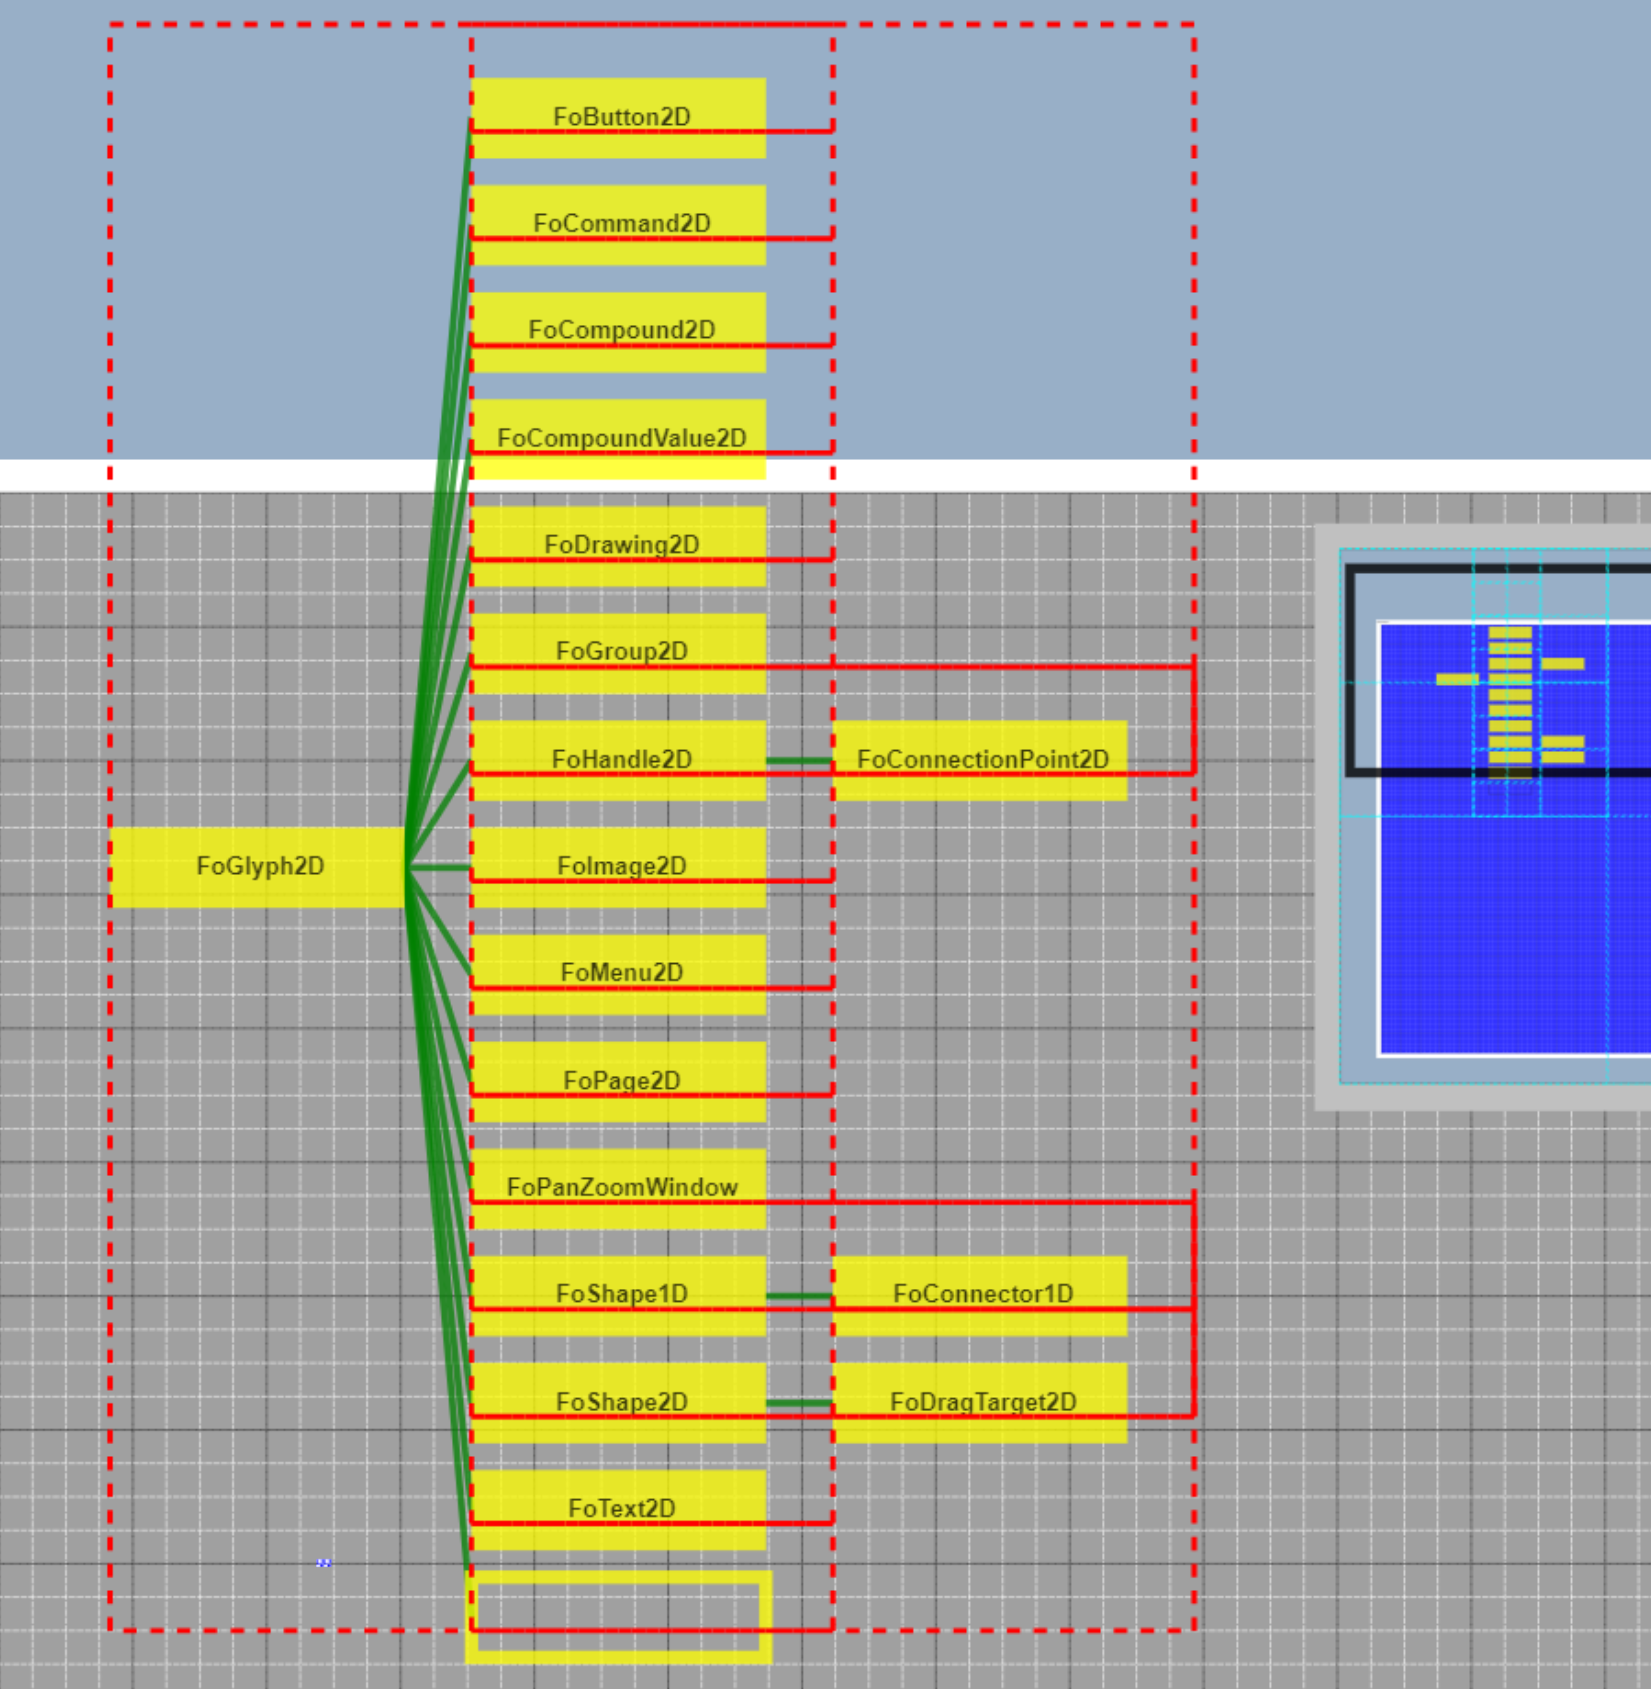 FoButton2D
FoCommand2D
FoCompound2D
FoCompoundValue2D
FoDrawing2D
FoGroup2D
FoHandle2D
FoConnectionPoint2D
FoGlyph2D
FoImage2D
FoMenu2D
FoPage2D
FoPanZoomWindow
FoShape1D
FoConnector1D
FoShape2D
FoDragTarget2D
FoText2D